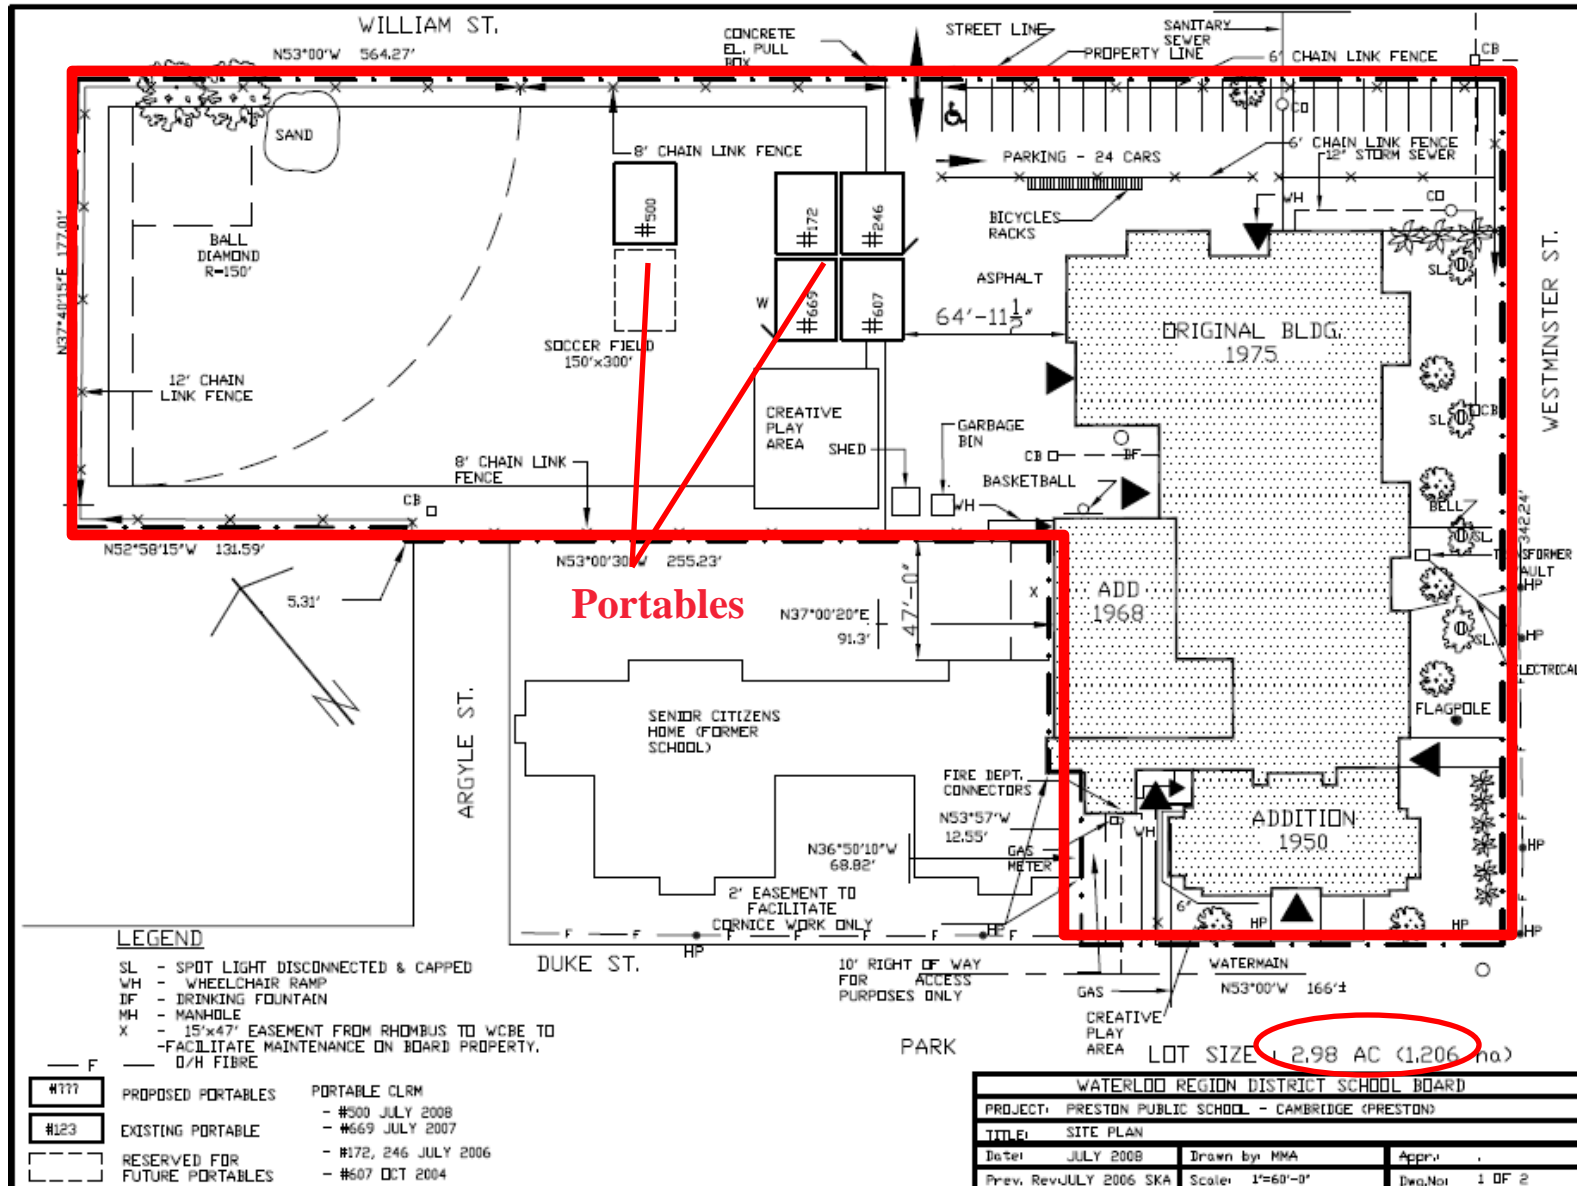 WILLIAM ST.
N53°00'W 564.27'
CONCRETE
EL. PULL
BOX
STREET LINE
SANITARY
SEWER
PROPERTY LINE
6' CHAIN LINK FENCE
CB
SAND
CO
8' CHAIN LINK FENCE
PARKING - 24 CARS
6' CHAIN LINK FENCE
12" STORM SEWER
#500
#172
#246
BICYCLES
RACKS
WH
CO
BALL
DIAMOND
R=150'
SL.
ASPHALT
N37°40'15"E 177.01'
W
#669
#607
64'-11½"
ORIGINAL BLDG.
1975
WESTMINSTER ST.
SOCCER FIELD
150'x300'
12' CHAIN
LINK FENCE
CREATIVE
PLAY
AREA
SHED
GARBAGE
BIN
CB
DF
SL.
CB
8' CHAIN LINK
FENCE
BASKETBALL
CB
WH
BELL
342.24'
N52°58'15"W 131.59'
N53°00'30"W 255.23'
SL.
TRANSFORMER
VAULT
HP
5.31'
Portables
X
ADD
1968
N37°00'20"E
91.3'
47'-0"
HP
SL.
ELECTRICAL
ARGYLE ST.
SENIOR CITIZENS
HOME (FORMER
SCHOOL)
FLAGPOLE
F
FIRE DEPT.
CONNECTORS
N53°57'W
12.55'
ADDITION
1950
F
WH
N36°50'10"W
68.82'
GAS
METER
HP
2' EASEMENT TO
FACILITATE
CORNICE WORK ONLY
6"
F
F F F F F F
HP
HP
HP
HP
HP
DUKE ST.
10' RIGHT OF WAY
FOR ACCESS
PURPOSES ONLY
WATERMAIN
GAS
N53°00'W 166'±
CREATIVE
PLAY
AREA
PARK
LOT SIZE : 2.98 AC (1.206 ha)
LEGEND
SL - SPOT LIGHT DISCONNECTED & CAPPED
WH - WHEELCHAIR RAMP
DF - DRINKING FOUNTAIN
MH - MANHOLE
X - 15'x47' EASEMENT FROM RHOMBUS TO WCBE TO
-FACILITATE MAINTENANCE ON BOARD PROPERTY.
F O/H FIBRE
#??? PROPOSED PORTABLES
#123 EXISTING PORTABLE
RESERVED FOR
FUTURE PORTABLES
PORTABLE CLRM
- #500 JULY 2008
- #669 JULY 2007
- #172, 246 JULY 2006
- #607 OCT 2004
WATERLOO REGION DISTRICT SCHOOL BOARD
PROJECT: PRESTON PUBLIC SCHOOL - CAMBRIDGE (PRESTON)
TITLE: SITE PLAN
Date: JULY 2008 Drawn by: MMA Appr.: .
Prev. Rev: JULY 2006 SKA Scale: 1"=60'-0" Dwg.No: 1 OF 2